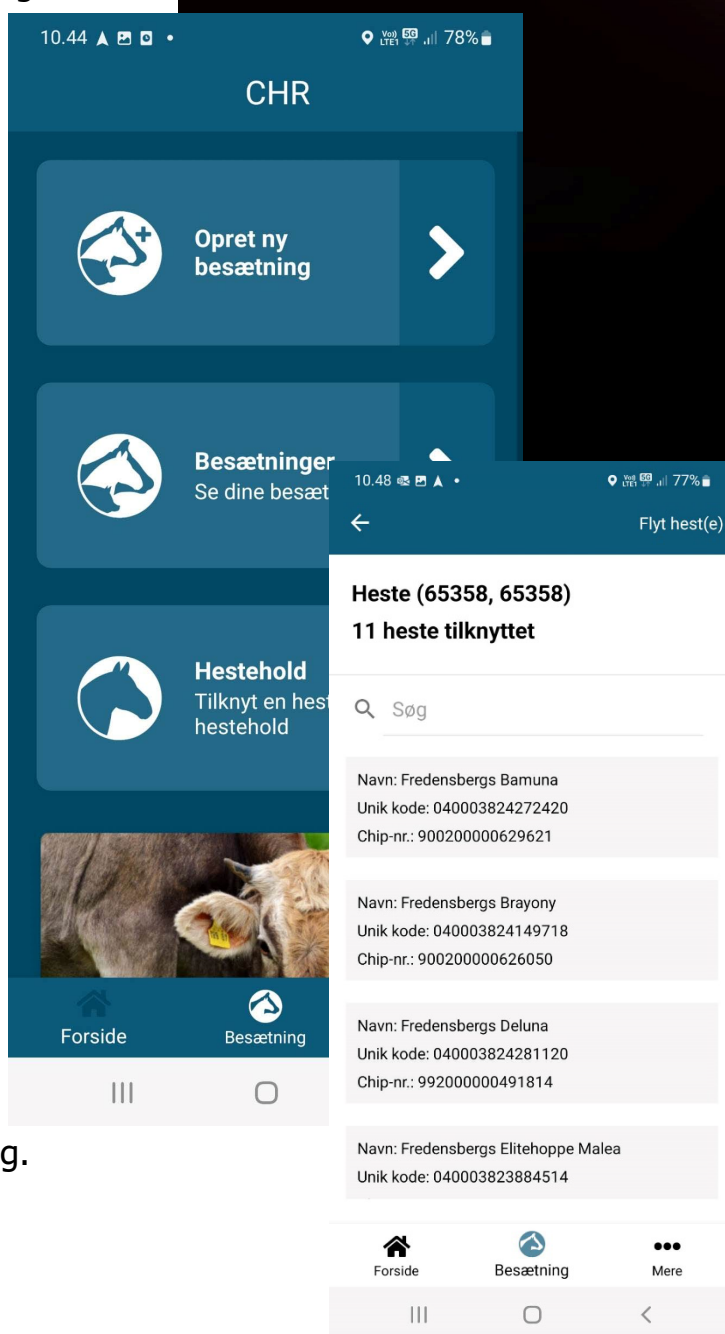 10.44
78%
CHR
Opret ny
besætning
Besætninger
Se dine besæt
Hestehold
Tilknyt en hest
hestehold
Forside
Besætning
g.
10.48
77%
Flyt hest(e)
Heste (65358, 65358)
11 heste tilknyttet
Søg
Navn: Fredensbergs Bamuna
Unik kode: 040003824272420
Chip-nr.: 900200000629621
Navn: Fredensbergs Brayony
Unik kode: 040003824149718
Chip-nr.: 900200000626050
Navn: Fredensbergs Deluna
Unik kode: 040003824281120
Chip-nr.: 992000000491814
Navn: Fredensbergs Elitehoppe Malea
Unik kode: 040003823884514
Forside
Besætning
Mere